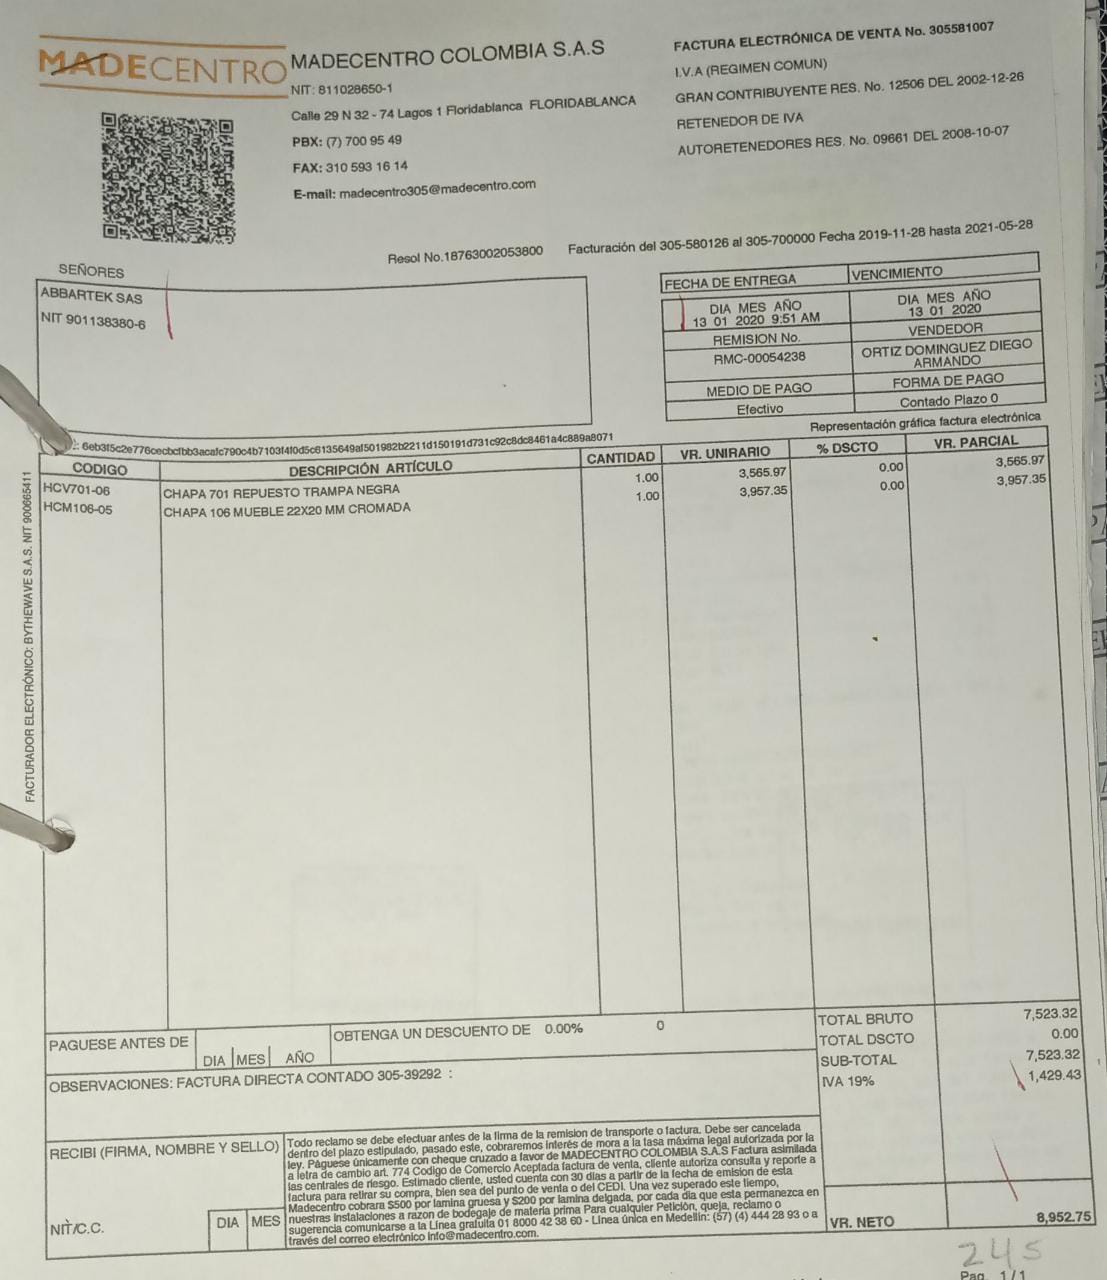 MADECENTRO
MADECENTRO COLOMBIA S.A.S
NIT: 811028650-1
Calle 29 N 32 - 74 Lagos 1 Floridablanca FLORIDABLANCA
PBX: (7) 700 95 49
FAX: 310 593 16 14
E-mail: madecentro305@madecentro.com
FACTURA ELECTRÓNICA DE VENTA No. 305581007
I.V.A (REGIMEN COMUN)
GRAN CONTRIBUYENTE RES. No. 12506 DEL 2002-12-26
RETENEDOR DE IVA
AUTORETENEDORES RES. No. 09661 DEL 2008-10-07
Resol No.18763002053800 Facturación del 305-580126 al 305-700000 Fecha 2019-11-28 hasta 2021-05-28
SEÑORES
ABBARTEK SAS
NIT 901138380-6
FECHA DE ENTREGA VENCIMIENTO
DIA MES AÑO DIA MES AÑO
13 01 2020 9:51 AM 13 01 2020
REMISION No. VENDEDOR
RMC-00054238 ORTIZ DOMINGUEZ DIEGO
ARMANDO
MEDIO DE PAGO FORMA DE PAGO
Efectivo Contado Plazo 0
Representación gráfica factura electrónica
CODIGO DESCRIPCIÓN ARTÍCULO CANTIDAD VR. UNIRARIO % DSCTO VR. PARCIAL
HCV701-06 CHAPA 701 REPUESTO TRAMPA NEGRA 1.00 3,565.97 0.00 3,565.97
HCM106-05 CHAPA 106 MUEBLE 22X20 MM CROMADA 1.00 3,957.35 0.00 3,957.35
FACTURADOR ELECTRÓNICO: BYTHEWAVE S.A.S. NIT 900665411
PAGUESE ANTES DE DIA MES AÑO OBTENGA UN DESCUENTO DE 0.00% 0
OBSERVACIONES: FACTURA DIRECTA CONTADO 305-39292 :
TOTAL BRUTO 7,523.32
TOTAL DSCTO 0.00
SUB-TOTAL 7,523.32
IVA 19% 1,429.43
RECIBI (FIRMA, NOMBRE Y SELLO)
NIT/C.C. DIA MES
Todo reclamo se debe efectuar antes de la firma de la remision de transporte o factura. Debe ser cancelada
dentro del plazo estipulado, pasado este, cobraremos interés de mora a la tasa máxima legal autorizada por la
ley. Páguese únicamente con cheque cruzado a favor de MADECENTRO COLOMBIA S.A.S Factura asimilada
a letra de cambio art. 774 Codigo de Comercio Aceptada factura de venta, cliente autoriza consulta y reporte a
las centrales de riesgo. Estimado cliente, usted cuenta con 30 dias a partir de la fecha de emision de esta
factura para retirar su compra, bien sea del punto de venta o del CEDI. Una vez superado este tiempo,
Madecentro cobrara $500 por lamina gruesa y $200 por lamina delgada, por cada dia que esta permanezca en
nuestras instalaciones a razon de bodegaje de materia prima Para cualquier Petición, queja, reclamo o
sugerencia comunicarse a la Línea gratuita 01 8000 42 38 60 - Línea única en Medellín: (57) (4) 444 28 93 o a
través del correo electrónico info@madecentro.com.
VR. NETO 8,952.75
245
Pag. 1/1